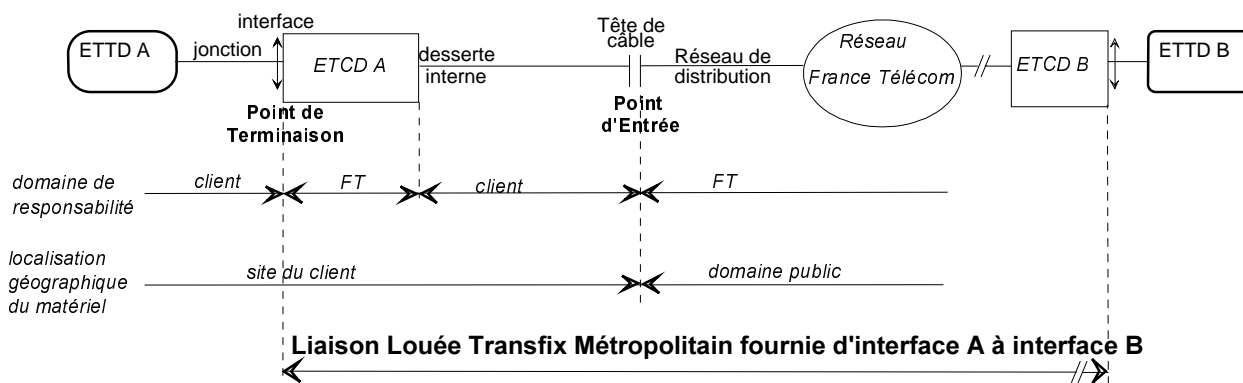 interface
ETTD A
jonction
ETCD A
desserte
interne
Tête de
câble
Réseau de
distribution
Réseau
France Télécom
ETCD B
ETTD B
Point de
Terminaison
Point
d'Entrée
domaine de
responsabilité
client
FT
client
FT
localisation
géographique
du matériel
site du client
domaine public
Liaison Louée Transfix Métropolitain fournie d'interface A à interface B